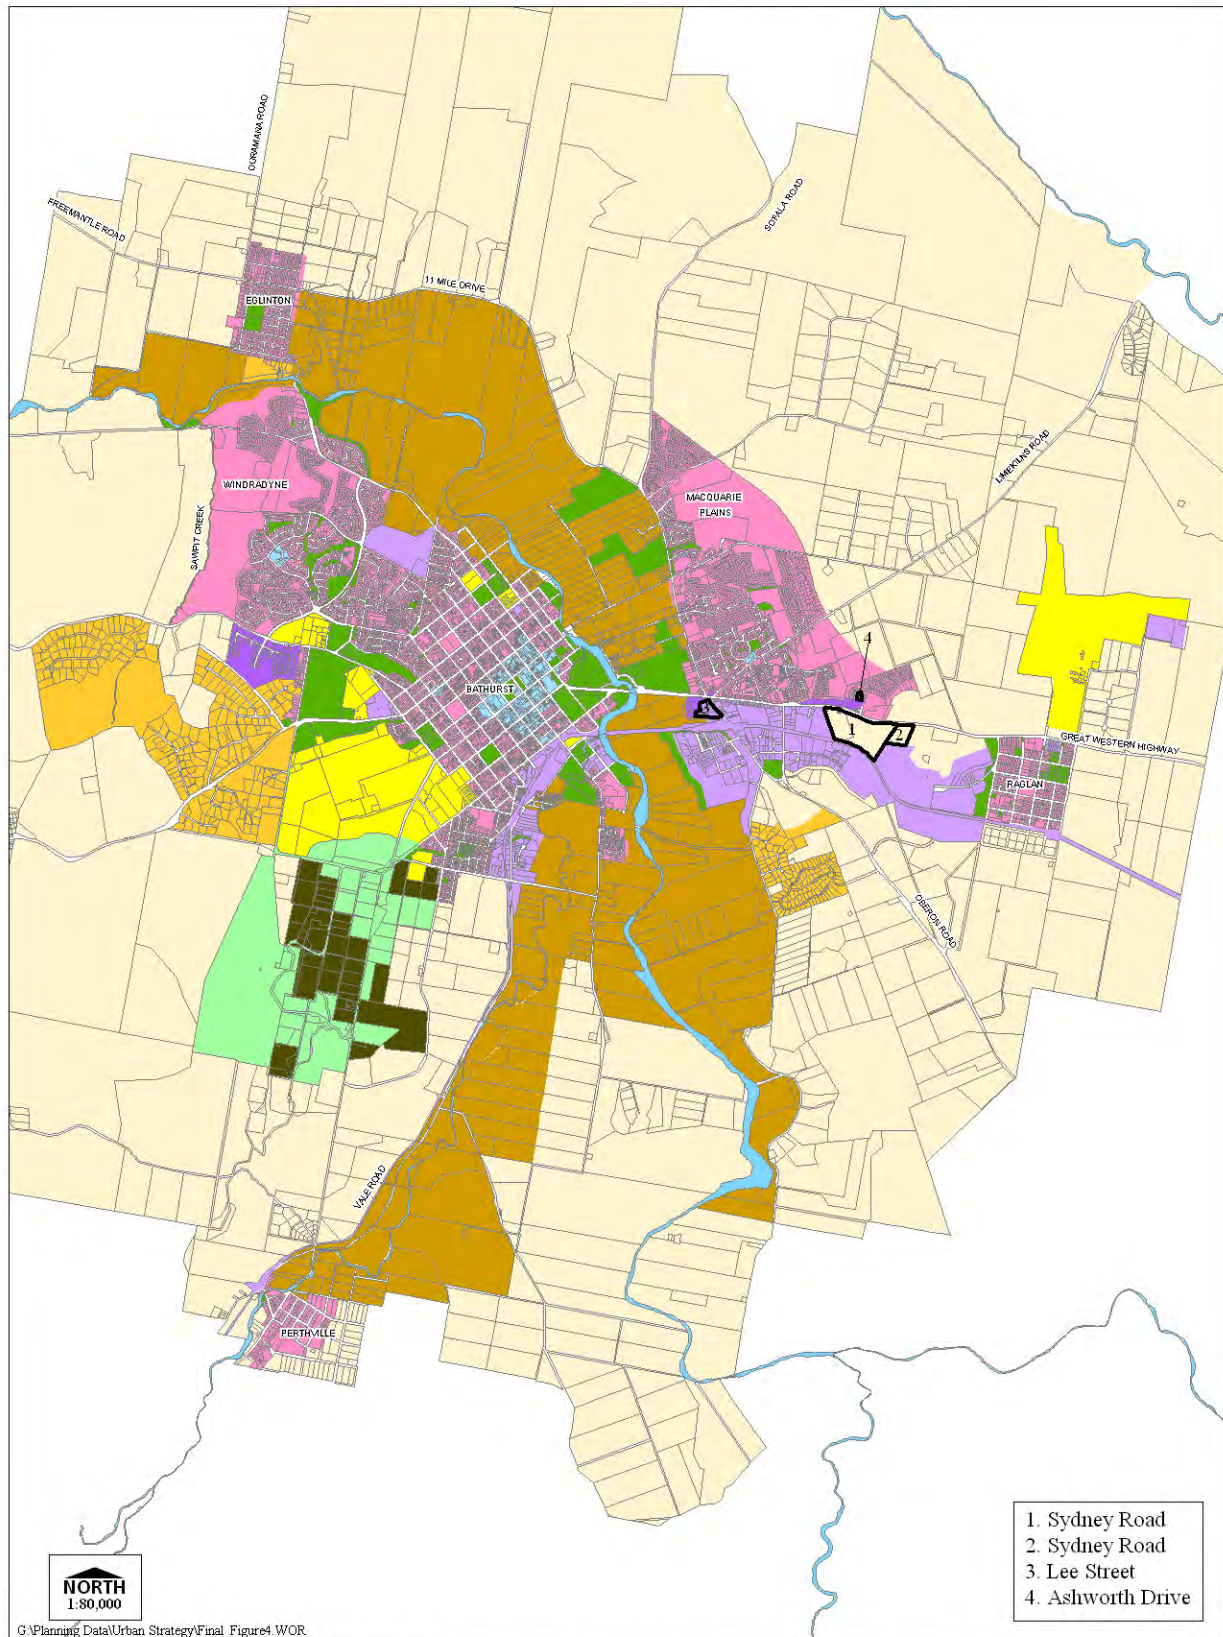 DURAMANA ROAD
FREEMANTLE ROAD
SOFALA ROAD
11 MILE DRIVE
EGLINTON
LIMEKILNS ROAD
WINDRADYNE
MACQUARIE
PLAINS
SAWPIT CREEK
4
BATHURST
3
1
2
GREAT WESTERN HIGHWAY
RAGLAN
OBERON ROAD
VALE ROAD
PERTHVILLE
1. Sydney Road
2. Sydney Road
3. Lee Street
4. Ashworth Drive
NORTH
1:80,000
G:\Planning Data\Urban Strategy\Final_Figure4.WOR